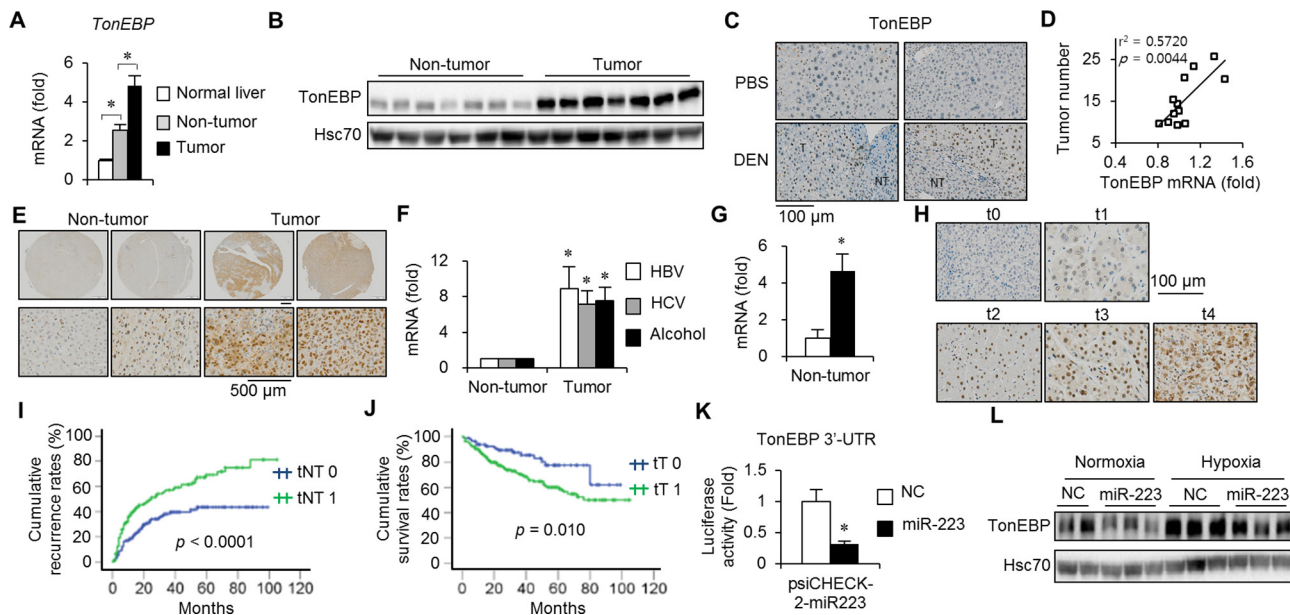 A
TonEBP
mRNA (fold)
6
4
2
0
*
*
Normal liver
Non-tumor
Tumor
B
Non-tumor Tumor
TonEBP
Hsc70
C
TonEBP
PBS
DEN
T
NT
T
NT
100 µm
D
r² = 0.5720
p = 0.0044
Tumor number
25
15
5
0.4 0.8 1.2 1.6
TonEBP mRNA (fold)
E
Non-tumor Tumor
500 µm
F
mRNA (fold)
12
8
4
0
* * *
HBV
HCV
Alcohol
Non-tumor Tumor
G
mRNA (fold)
6
4
2
0
*
Non-tumor
H
t0 t1
100 µm
t2 t3 t4
I
Cumulative
recurrence rates (%)
100
80
60
40
20
0
tNT 0
tNT 1
p < 0.0001
0 20 40 60 80 100 120
Months
J
Cumulative
survival rates (%)
100
80
60
40
20
0
tT 0
tT 1
p = 0.010
0 20 40 60 80 100 120
Months
K
TonEBP 3’-UTR
Luciferase
activity (Fold)
1.5
1
0.5
0
*
NC
miR-223
psiCHECK-
2-miR223
L
Normoxia Hypoxia
NC miR-223 NC miR-223
TonEBP
Hsc70